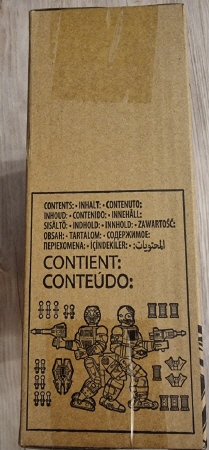 CONTENTS: • INHALT: • CONTENUTO:
INHOUD: • CONTENIDO: • INNEHÅLL:
SISÄLTÖ: • INDHOLD: • INNHOLD: • ZAWARTOŚĆ:
OBSAH: • TARTALOM: • СОДЕРЖИМОЕ:
ΠΕΡΙΕΧΟΜΕΝΑ: • İÇİNDEKİLER: • المحتويات:
CONTIENT:
CONTEÚDO: